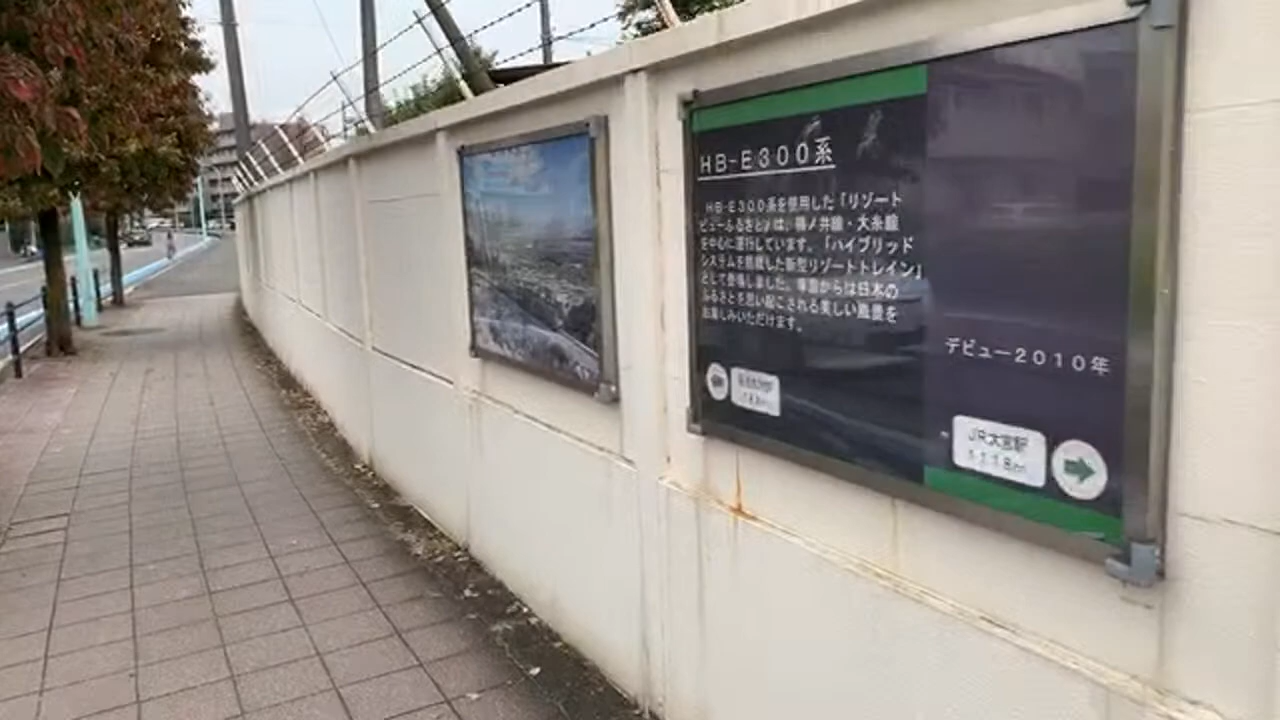 HB-E300系
HB-E300系を使用した「リゾート
ビューふるさと」は、篠ノ井線・大糸線
を中心に運行しています。「ハイブリッド
システムを搭載した新型リゾートトレイン」
として登場しました。車窓からは日本の
ふるさとを思い起こされる美しい風景を
お楽しみいただけます。
デビュー2010年
JR大宮駅
1118m